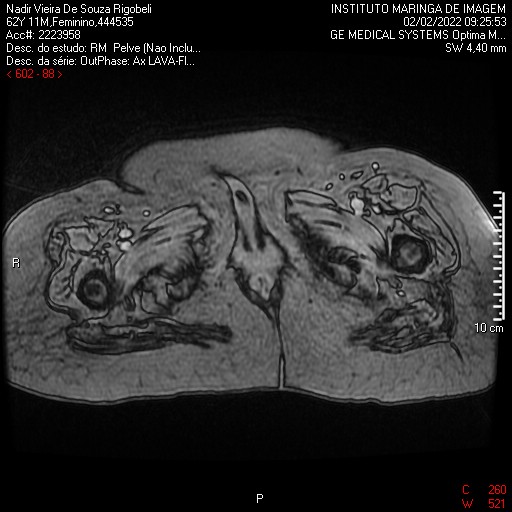 Nadir Vieira De Souza Rigobeli
62Y 11M,Feminino,444535
Acc#: 2223958
Desc. do estudo: RM Pelve (Nao Inclu...
Desc. da série: OutPhase: Ax LAVA-Fl...
< 602 - 88 >
INSTITUTO MARINGA DE IMAGEM
02/02/2022 09:25:53
GE MEDICAL SYSTEMS Optima M...
SW 4,40 mm
R
10 cm
P
C 260
W 521